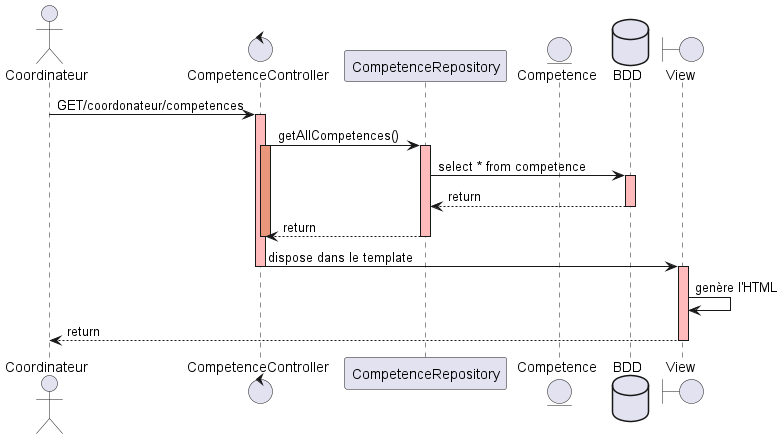 Coordinateur
CompetenceController
CompetenceRepository
Competence
BDD
View
GET/coordonateur/competences
getAllCompetences()
select * from competence
return
return
dispose dans le template
genère l'HTML
return
Coordinateur
CompetenceController
CompetenceRepository
Competence
BDD
View